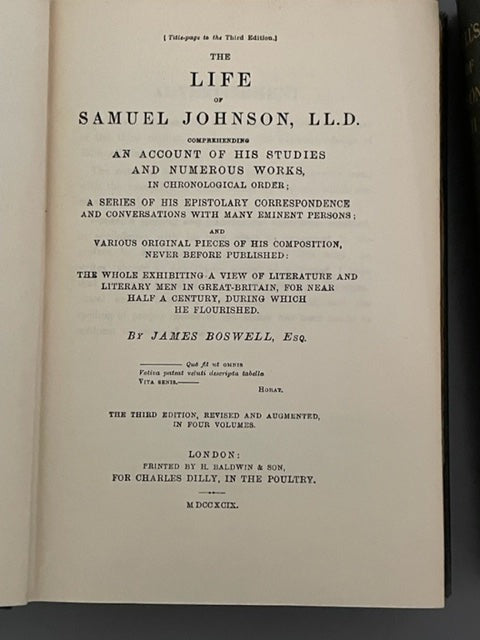 [Title-page to the Third Edition.]
THE
LIFE
OF
SAMUEL JOHNSON, LL.D.
COMPREHENDING
AN ACCOUNT OF HIS STUDIES
AND NUMEROUS WORKS,
IN CHRONOLOGICAL ORDER;
A SERIES OF HIS EPISTOLARY CORRESPONDENCE
AND CONVERSATIONS WITH MANY EMINENT PERSONS;
AND
VARIOUS ORIGINAL PIECES OF HIS COMPOSITION,
NEVER BEFORE PUBLISHED:
THE WHOLE EXHIBITING A VIEW OF LITERATURE AND
LITERARY MEN IN GREAT-BRITAIN, FOR NEAR
HALF A CENTURY, DURING WHICH
HE FLOURISHED.
BY JAMES BOSWELL, ESQ.
——— Quò fit ut OMNIS
Votiva pateat veluti descripta tabella
VITA SENIS.———
HORAT.
THE THIRD EDITION, REVISED AND AUGMENTED,
IN FOUR VOLUMES.
LONDON:
PRINTED BY H. BALDWIN & SON,
FOR CHARLES DILLY, IN THE POULTRY.
MDCCXCIX.